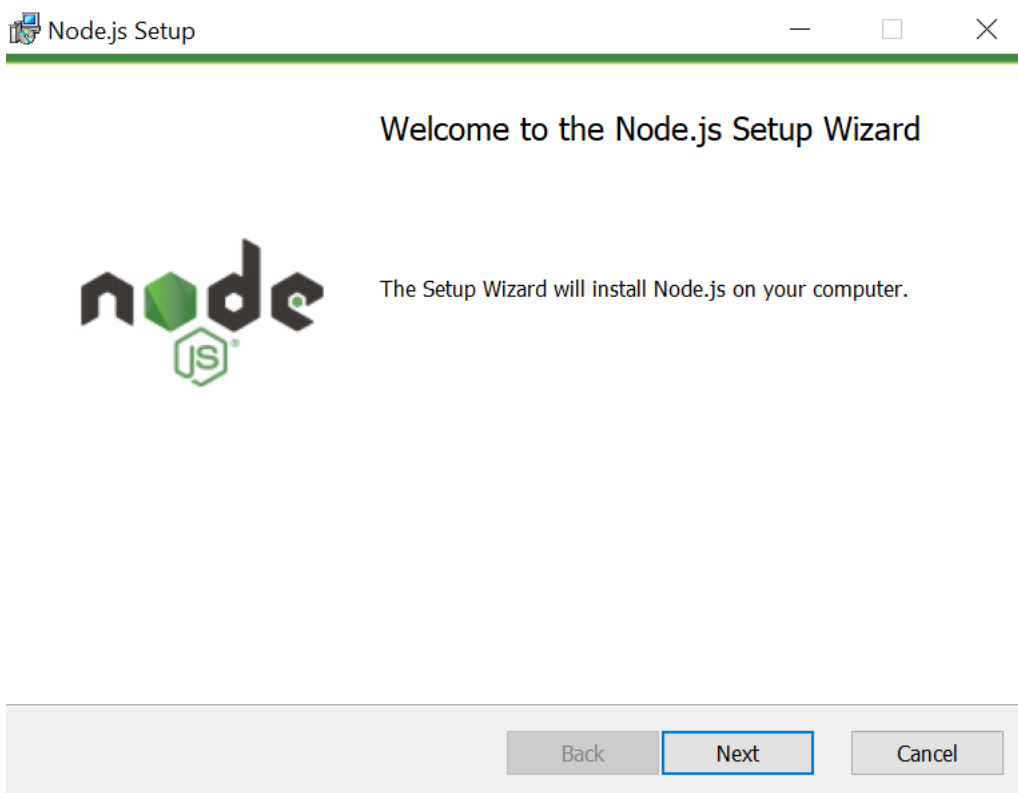 Node.js Setup
Welcome to the Node.js Setup Wizard
node
JS®
The Setup Wizard will install Node.js on your computer.
Back
Next
Cancel